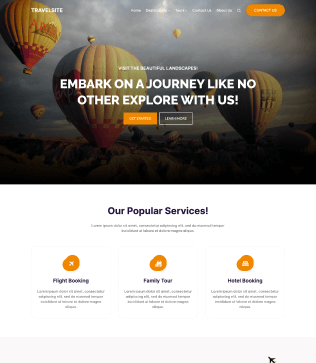 TRAVELSITE
Home
Tours
Contact Us
About Us
CONTACT US
VISIT THE BEAUTIFUL LANDSCAPES!
EMBARK ON A JOURNEY LIKE NO
OTHER EXPLORE WITH US!
GET STARTED
LEARN MORE
Our Popular Services!
Lorem ipsum dolor sit amet, consectetur adipiscing elit, sed do eiusmod tempor
incididunt ut labore et dolore magna aliqua.
Flight Booking
Lorem ipsum dolor sit amet, consectetur
adipiscing elit, sed do eiusmod tempor
incididunt ut labore et dolore magna
aliqua.
Family Tour
Lorem ipsum dolor sit amet, consectetur
adipiscing elit, sed do eiusmod tempor
incididunt ut labore et dolore magna
aliqua.
Hotel Booking
Lorem ipsum dolor sit amet, consectetur
adipiscing elit, sed do eiusmod tempor
incididunt ut labore et dolore magna
aliqua.